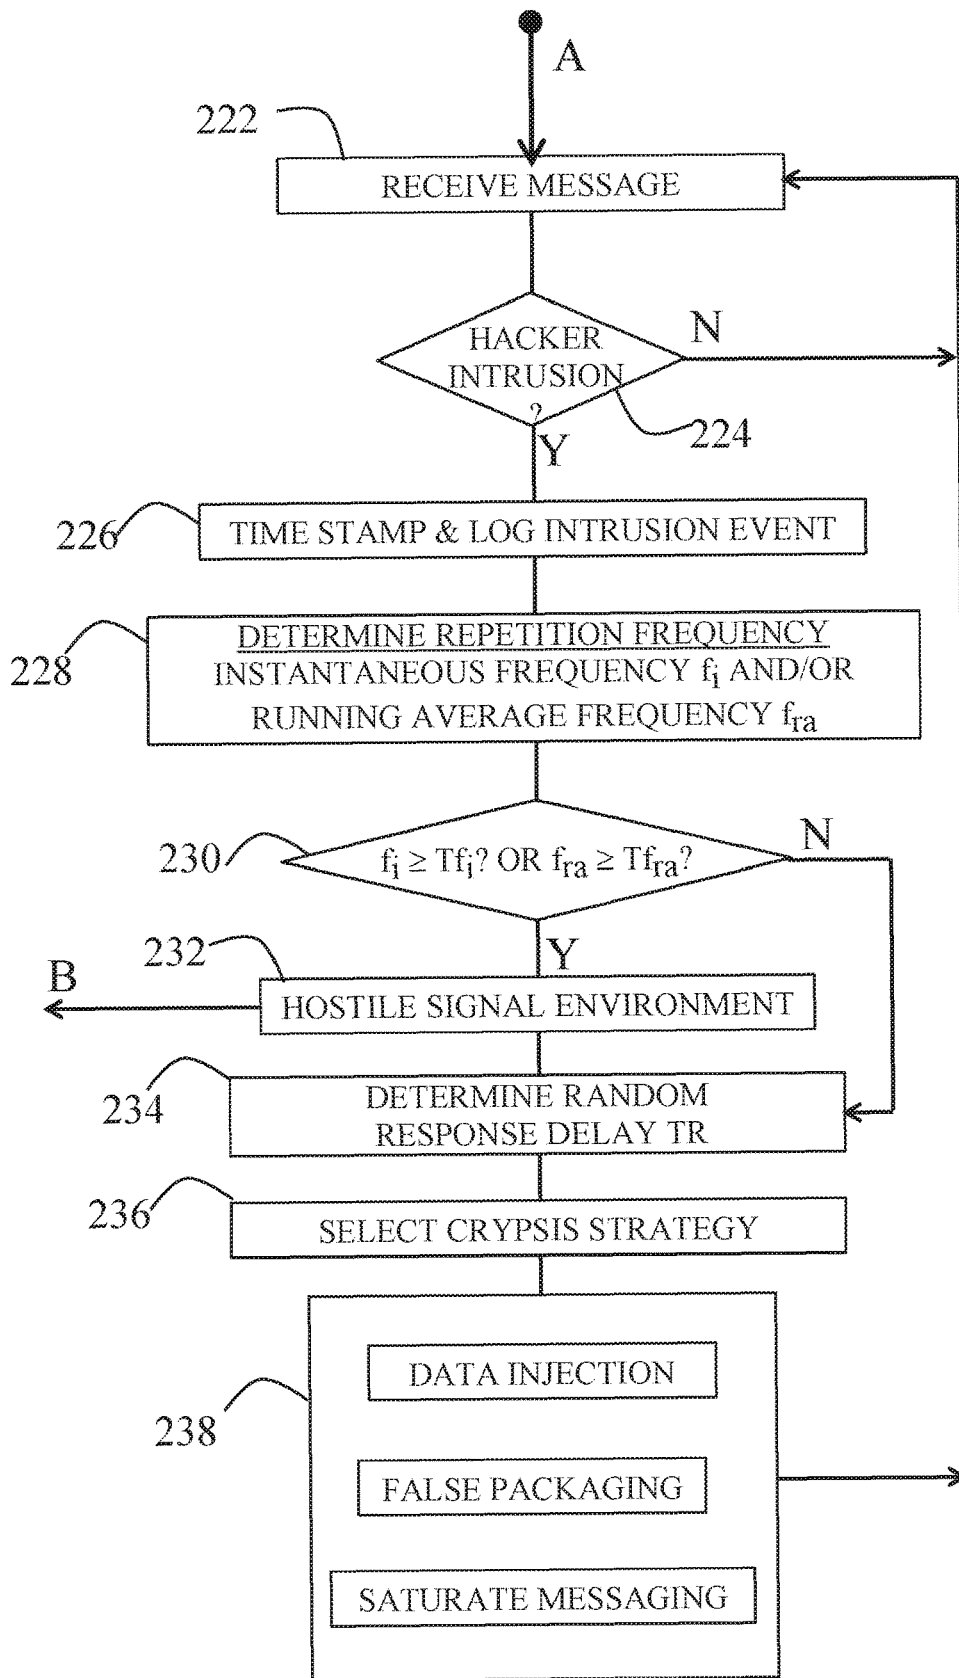 A
222
RECEIVE MESSAGE
HACKER
INTRUSION
?
N
224
Y
226
TIME STAMP & LOG INTRUSION EVENT
228
DETERMINE REPETITION FREQUENCY
INSTANTANEOUS FREQUENCY fi AND/OR
RUNNING AVERAGE FREQUENCY fra
230
fi ≥ Tfi? OR fra ≥ Tfra?
N
Y
232
B
HOSTILE SIGNAL ENVIRONMENT
234
DETERMINE RANDOM
RESPONSE DELAY TR
236
SELECT CRYPSIS STRATEGY
238
DATA INJECTION
FALSE PACKAGING
SATURATE MESSAGING